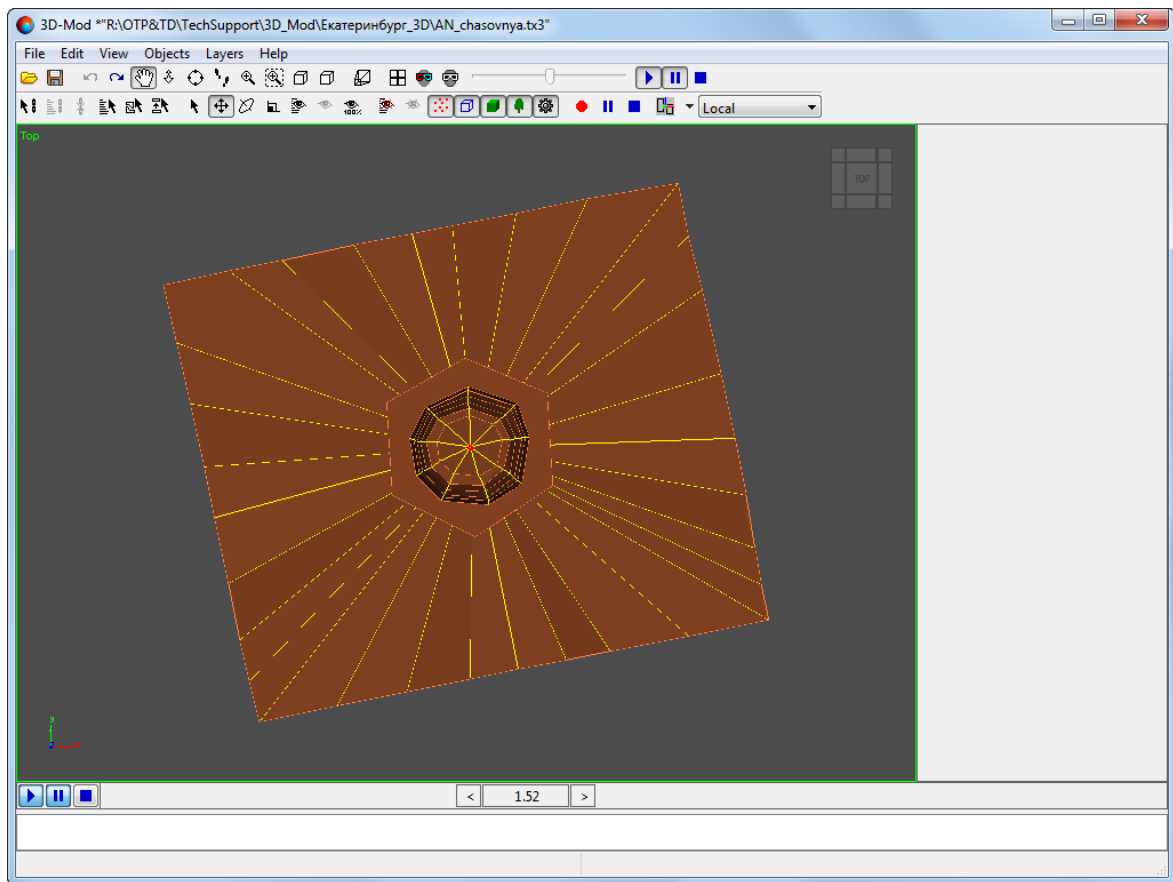 3D-Mod *"R:\OTP&TD\TechSupport\3D_Mod\Екатеринбург_3D\AN_chasovnya.tx3"
File Edit View Objects Layers Help
100%
Local
Top
TOP
y
x
z
< 1.52 >